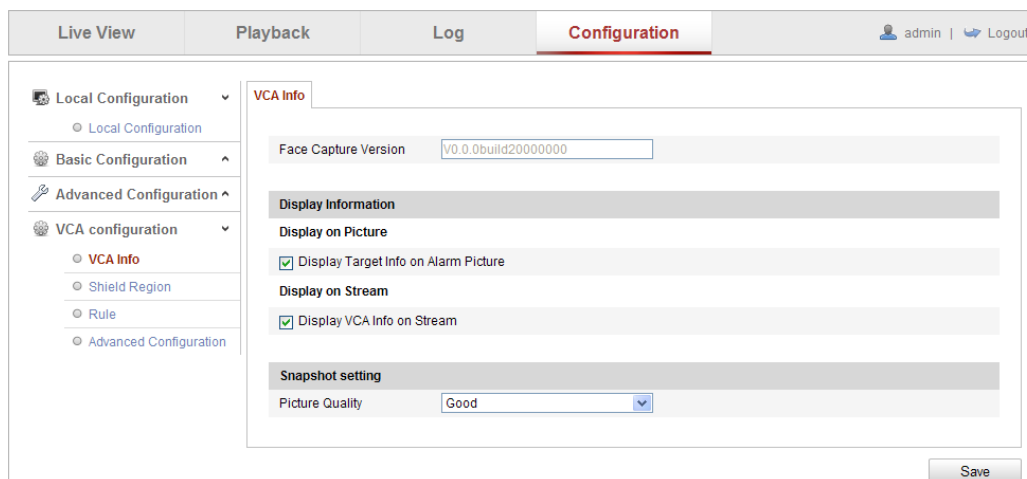 Live View Playback Log Configuration admin | Logout
Local Configuration
Local Configuration
Basic Configuration
Advanced Configuration
VCA configuration
VCA Info
Shield Region
Rule
Advanced Configuration
VCA Info
Face Capture Version V0.0.0build20000000
Display Information
Display on Picture
Display Target Info on Alarm Picture
Display on Stream
Display VCA Info on Stream
Snapshot setting
Picture Quality Good
Save